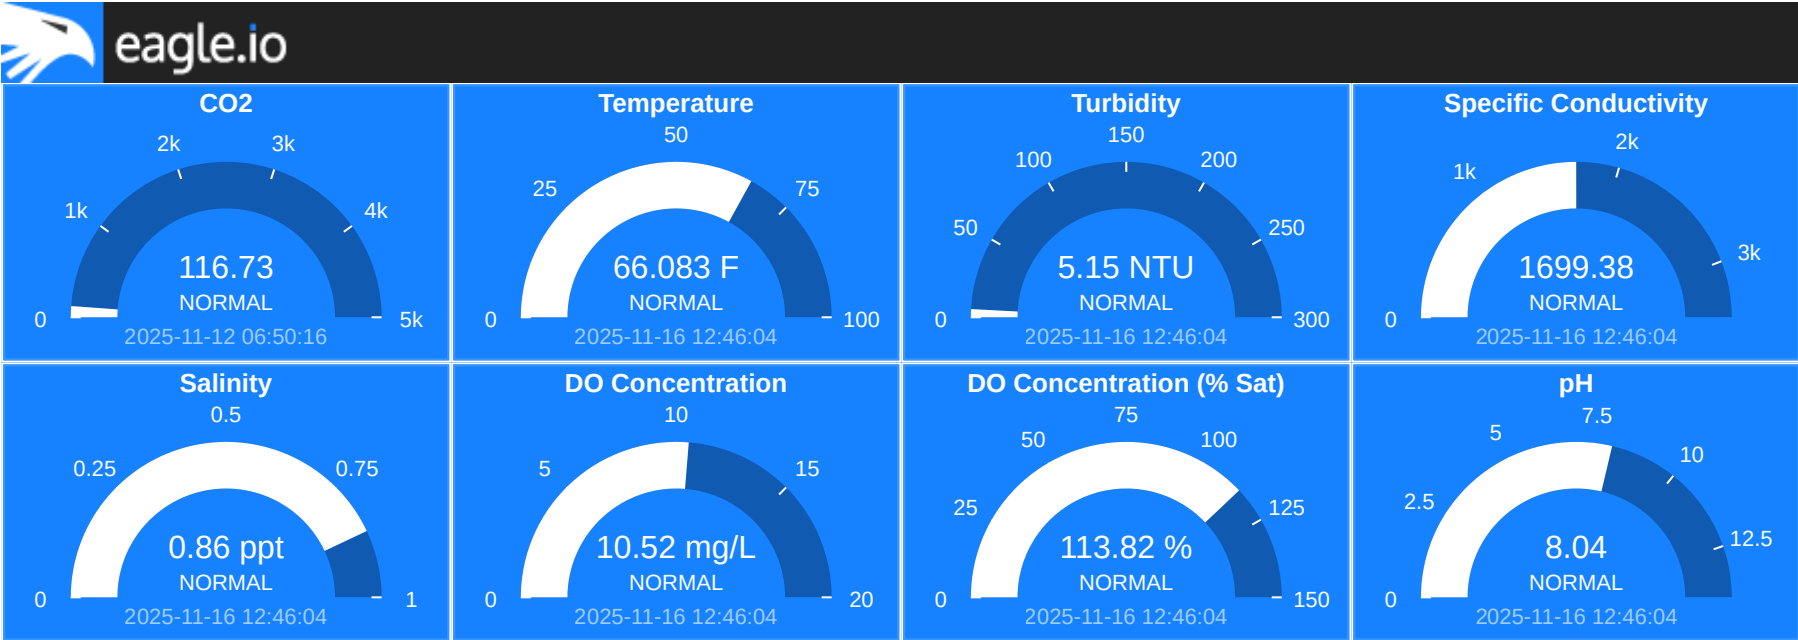 eagle.io
CO2
0
1k
2k
3k
4k
5k
116.73
NORMAL
2025-11-12 06:50:16
Temperature
0
25
50
75
100
66.083 F
NORMAL
2025-11-16 12:46:04
Turbidity
0
50
100
150
200
250
300
5.15 NTU
NORMAL
2025-11-16 12:46:04
Specific Conductivity
0
1k
2k
3k
1699.38
NORMAL
2025-11-16 12:46:04
Salinity
0
0.25
0.5
0.75
1
0.86 ppt
NORMAL
2025-11-16 12:46:04
DO Concentration
0
5
10
15
20
10.52 mg/L
NORMAL
2025-11-16 12:46:04
DO Concentration (% Sat)
0
25
50
75
100
125
150
113.82 %
NORMAL
2025-11-16 12:46:04
pH
0
2.5
5
7.5
10
12.5
8.04
NORMAL
2025-11-16 12:46:04